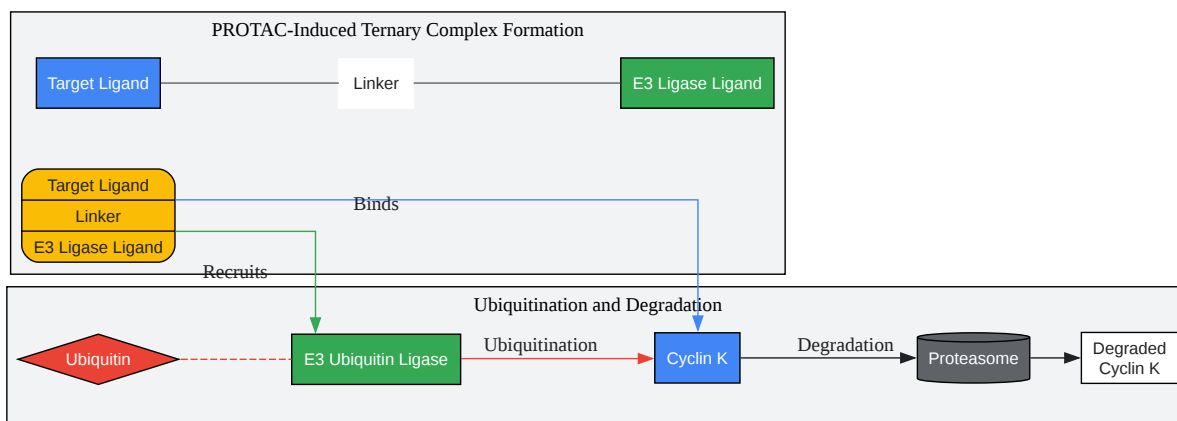 PROTAC-Induced Ternary Complex Formation
Target Ligand
Linker
E3 Ligase Ligand
Target Ligand
Linker
E3 Ligase Ligand
Binds
Recruits
Ubiquitination and Degradation
Ubiquitin
E3 Ubiquitin Ligase
Ubiquitination
Cyclin K
Degradation
Proteasome
Degraded
Cyclin K